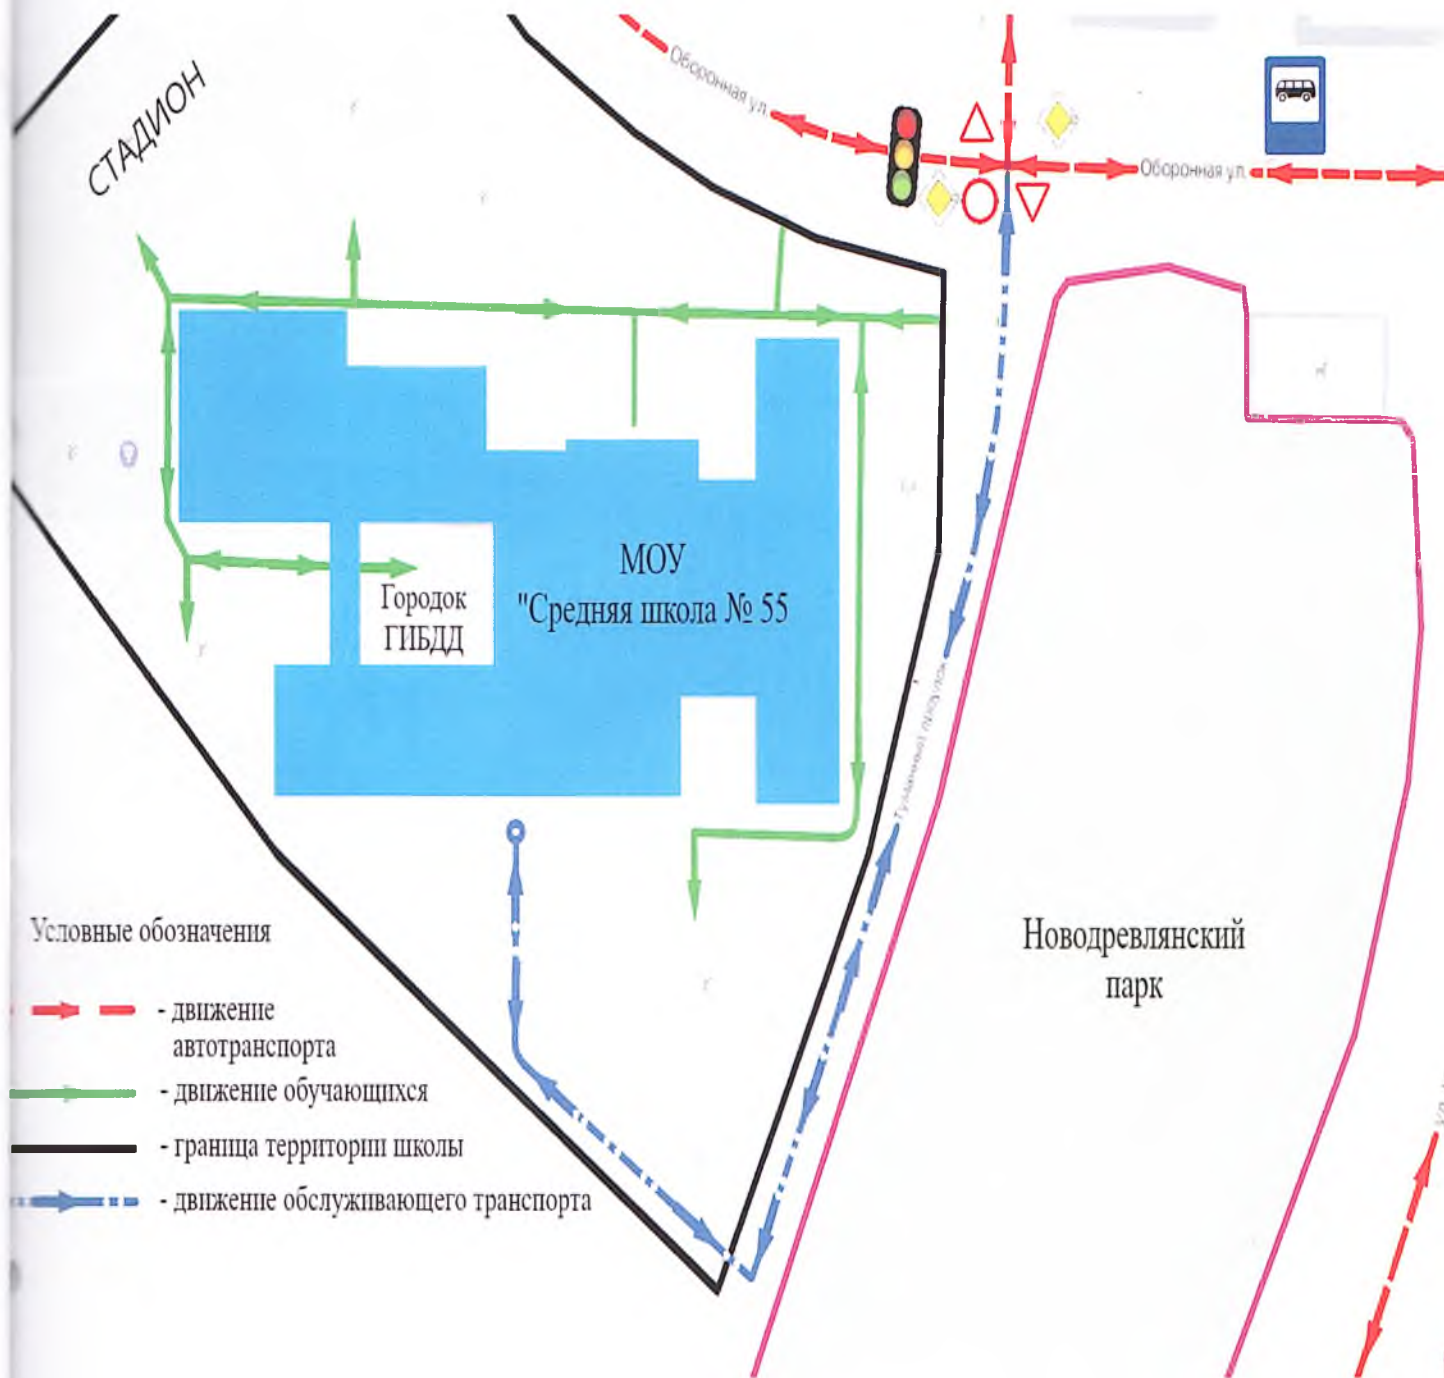 СТАДИОН
Оборонная ул.
Оборонная ул.
МОУ
"Средняя школа № 55
Городок
ГИБДД
Новодревлянский
парк
Условные обозначения
- движение
автотранспорта
- движение обучающихся
- граница территории школы
- движение обслуживающего транспорта